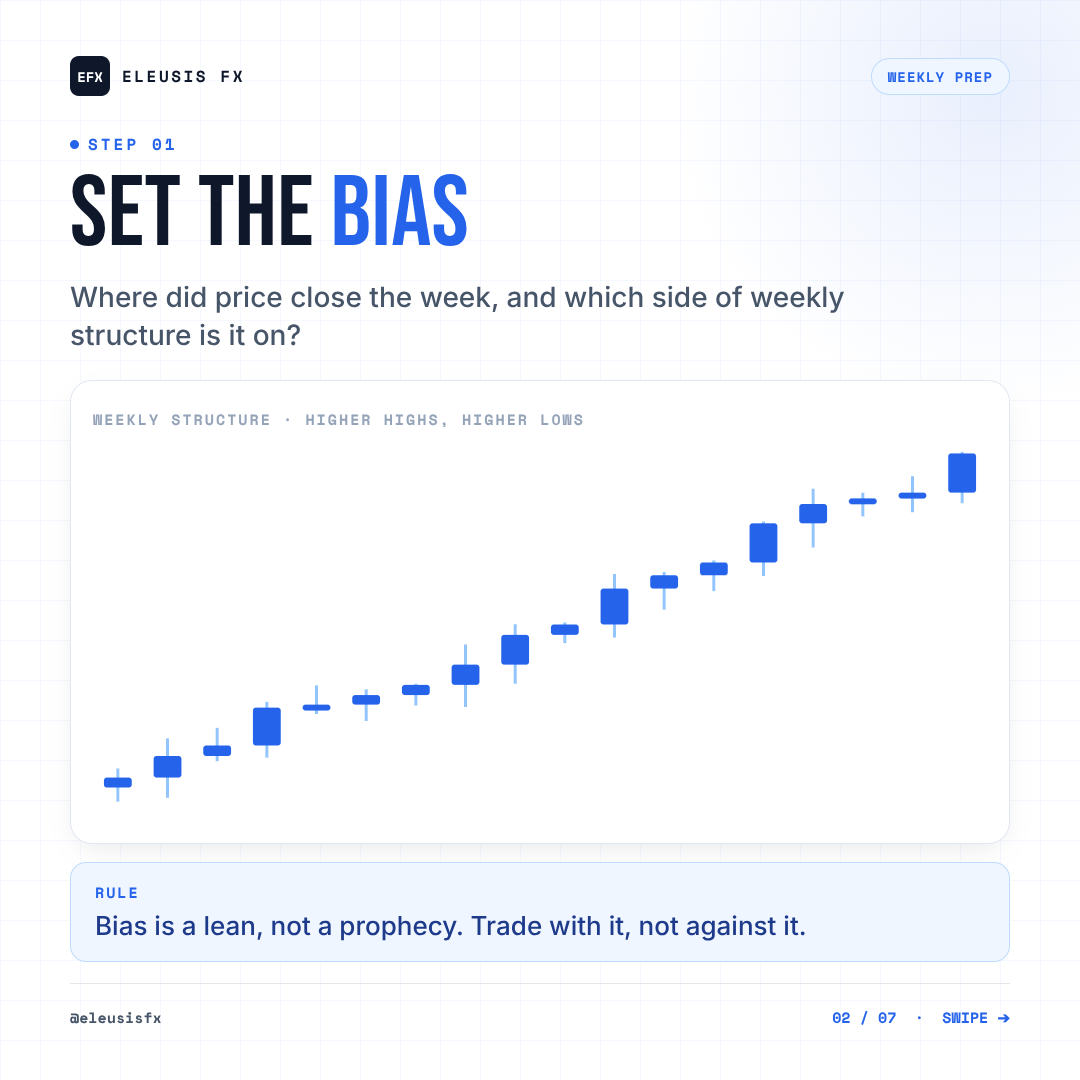 EFX ELEUSIS FX
WEEKLY PREP
STEP 01
SET THE BIAS
Where did price close the week, and which side of weekly
structure is it on?
WEEKLY STRUCTURE · HIGHER HIGHS, HIGHER LOWS
RULE
Bias is a lean, not a prophecy. Trade with it, not against it.
@eleusisfx
02 / 07 · SWIPE ➔